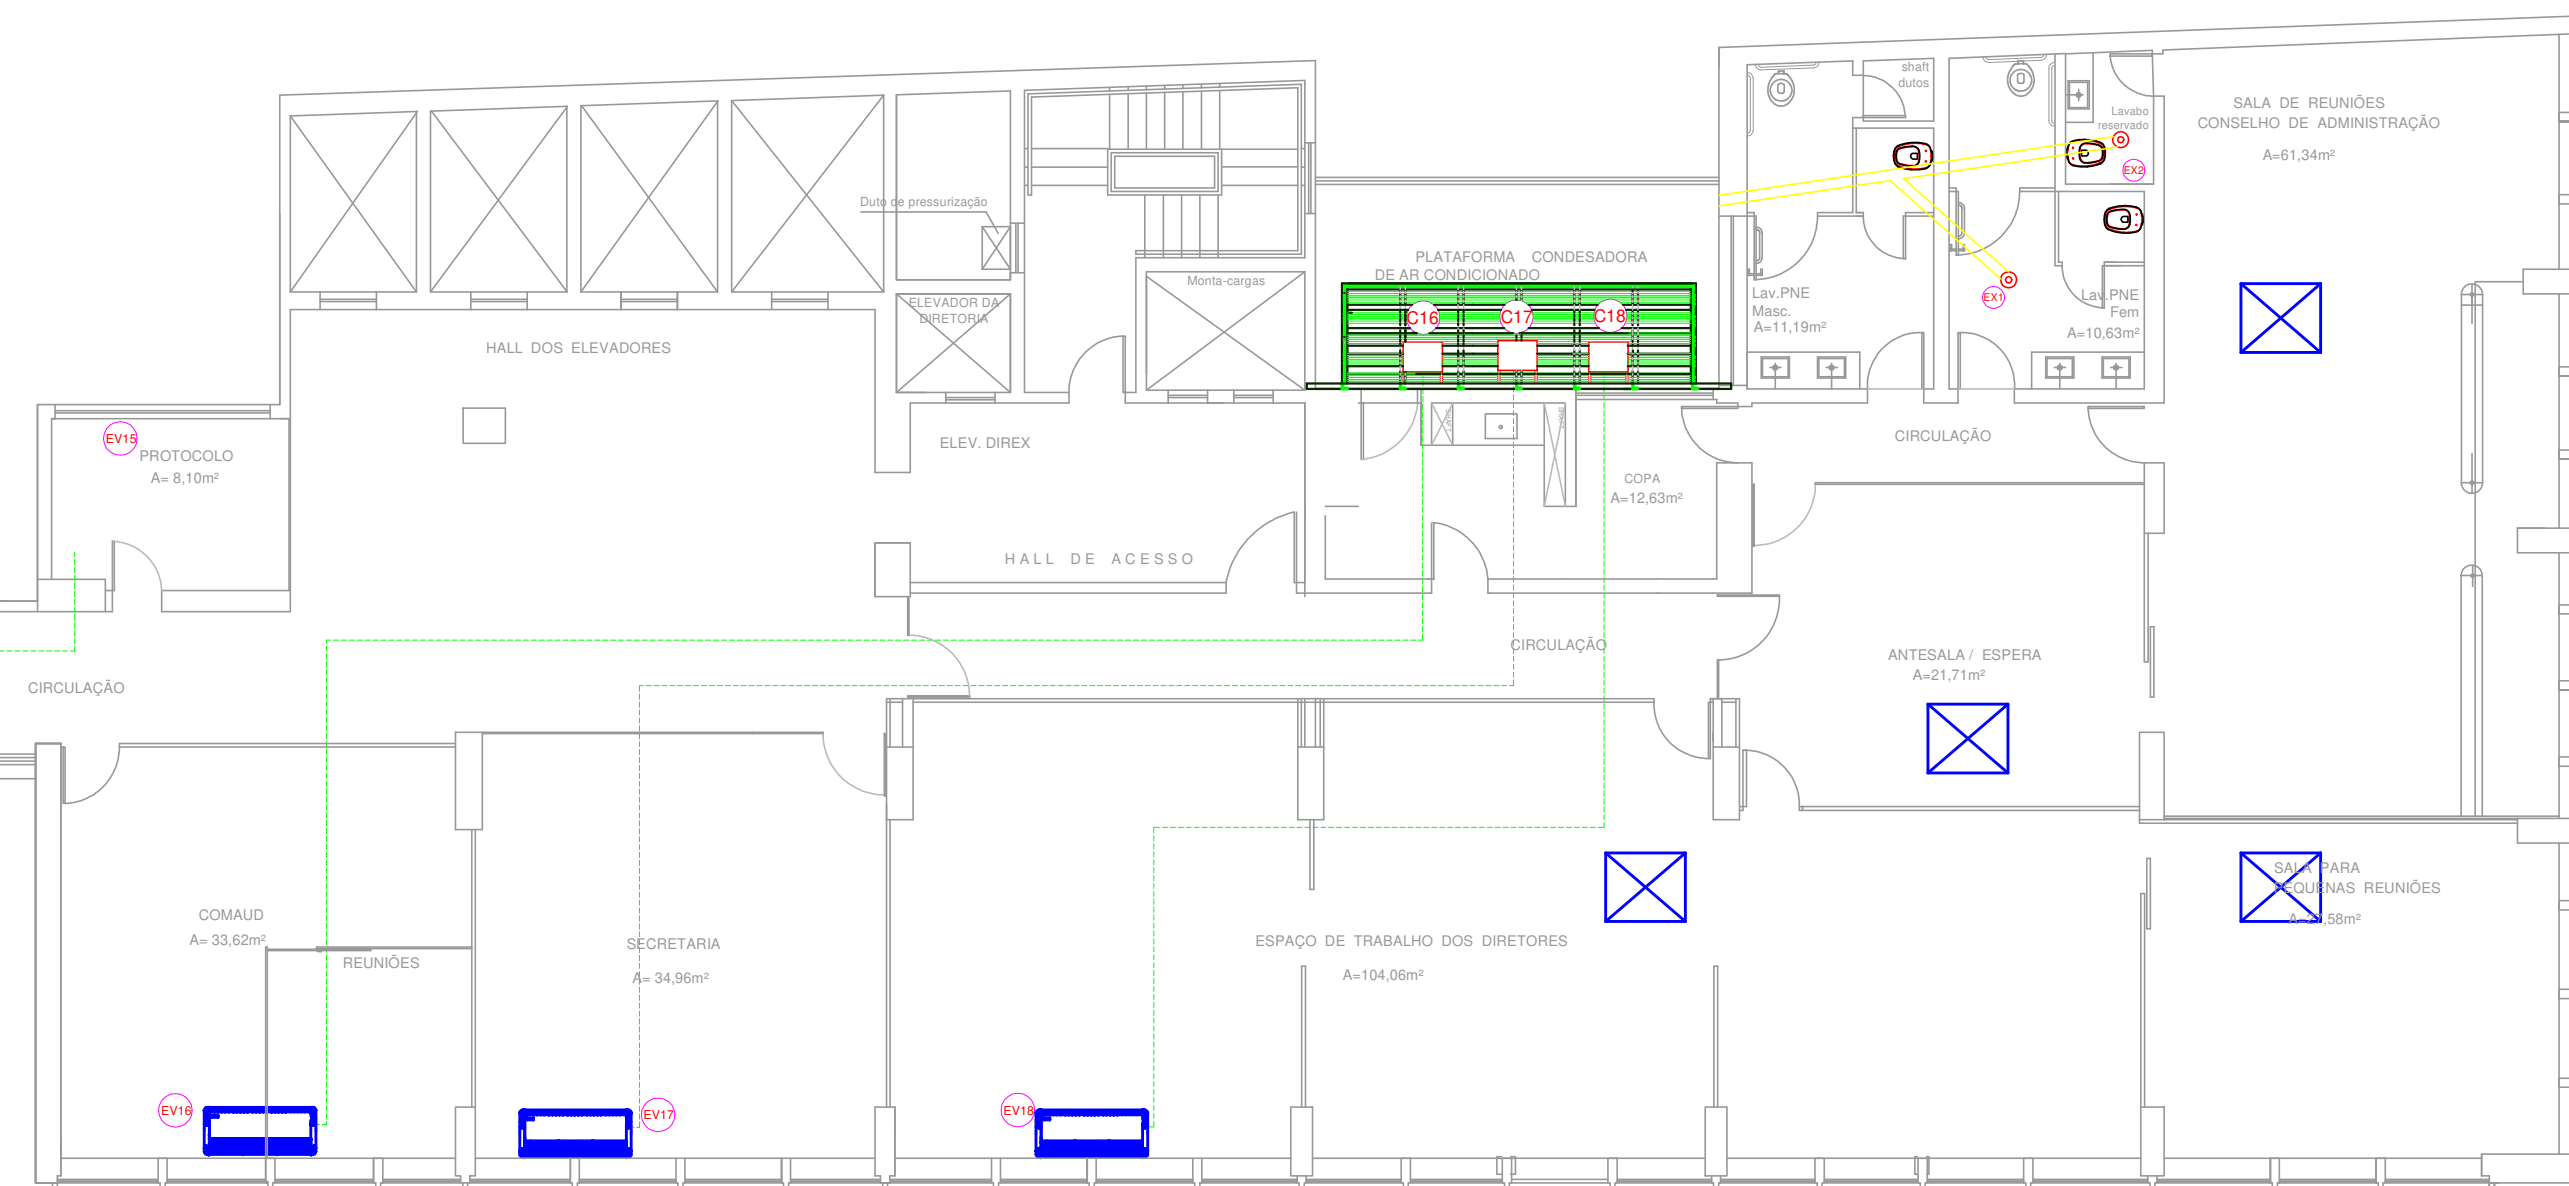 shaft
dutos
Lavabo
reservado
EX2
SALA DE REUNIÕES
CONSELHO DE ADMINISTRAÇÃO
A=61,34m²
Duto de pressurização
PLATAFORMA CONDESADORA
DE AR CONDICIONADO
Monta-cargas
ELEVADOR DA
DIRETORIA
C16
C17
C18
Lav.PNE
Masc.
A=11,19m²
EX1
Lav.PNE
Fem
A=10,63m²
HALL DOS ELEVADORES
EV15
PROTOCOLO
A= 8,10m²
ELEV. DIREX
CIRCULAÇÃO
COPA
A=12,63m²
HALL DE ACESSO
CIRCULAÇÃO
ANTESALA / ESPERA
A=21,71m²
CIRCULAÇÃO
SALA PARA
PEQUENAS REUNIÕES
A=27,58m²
COMAUD
A= 33,62m²
REUNIÕES
SECRETARIA
A= 34,96m²
ESPAÇO DE TRABALHO DOS DIRETORES
A=104,06m²
EV16
EV17
EV18